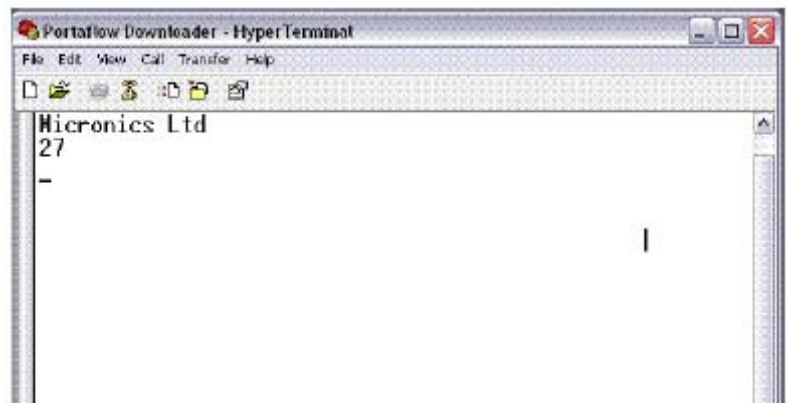 Portaflow Downloader - HyperTerminal
File Edit View Call Transfer Help
Micronics Ltd
27